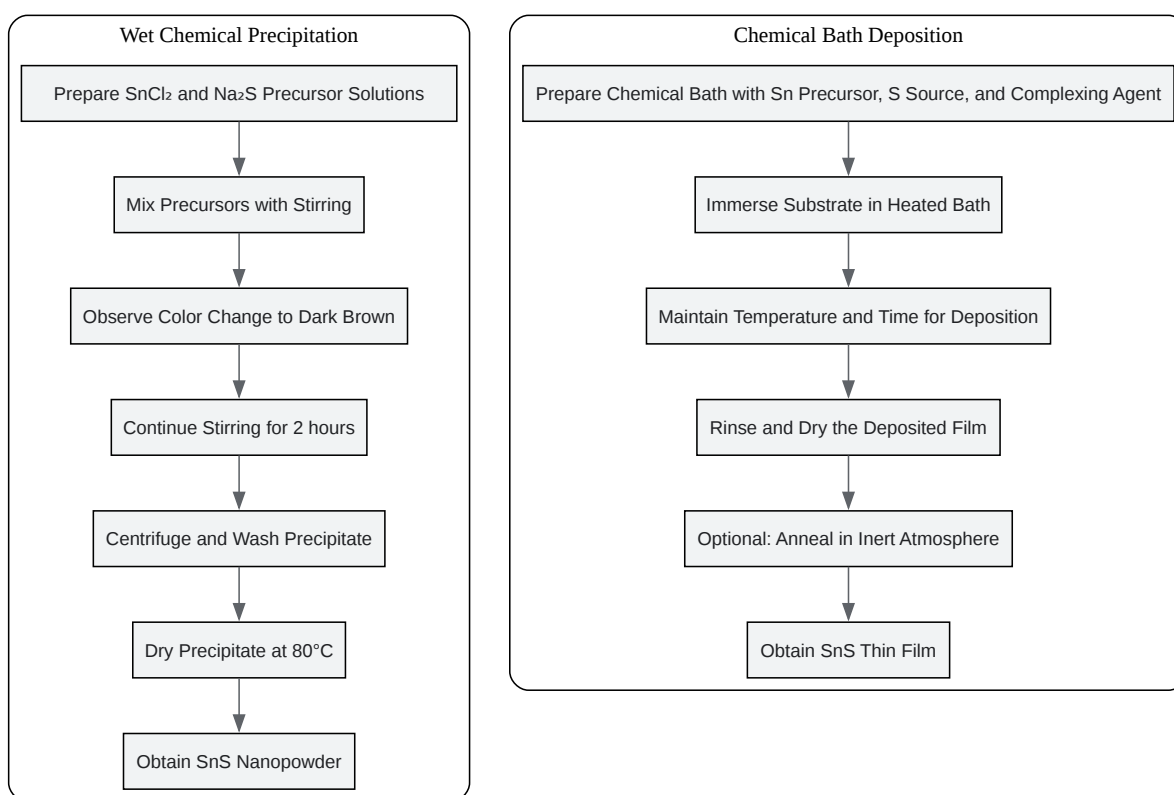 Wet Chemical Precipitation
Prepare SnCl₂ and Na₂S Precursor Solutions
Mix Precursors with Stirring
Observe Color Change to Dark Brown
Continue Stirring for 2 hours
Centrifuge and Wash Precipitate
Dry Precipitate at 80°C
Obtain SnS Nanopowder
Chemical Bath Deposition
Prepare Chemical Bath with Sn Precursor, S Source, and Complexing Agent
Immerse Substrate in Heated Bath
Maintain Temperature and Time for Deposition
Rinse and Dry the Deposited Film
Optional: Anneal in Inert Atmosphere
Obtain SnS Thin Film